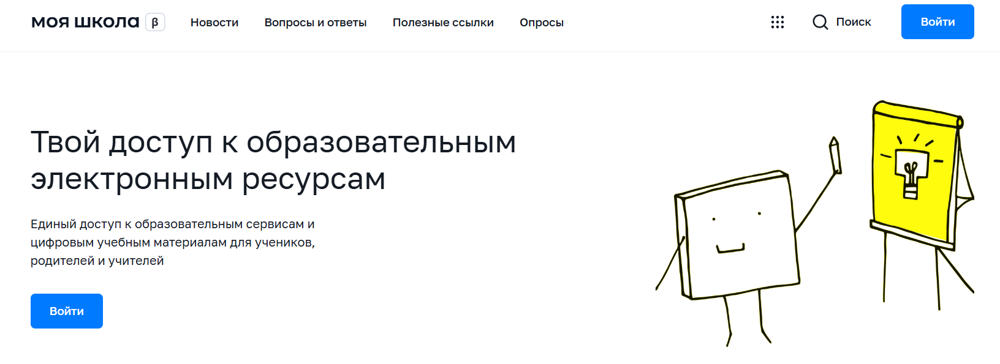 моя школа β Новости Вопросы и ответы Полезные ссылки Опросы Поиск Войти
Твой доступ к образовательным
электронным ресурсам
Единый доступ к образовательным сервисам и
цифровым учебным материалам для учеников,
родителей и учителей
Войти